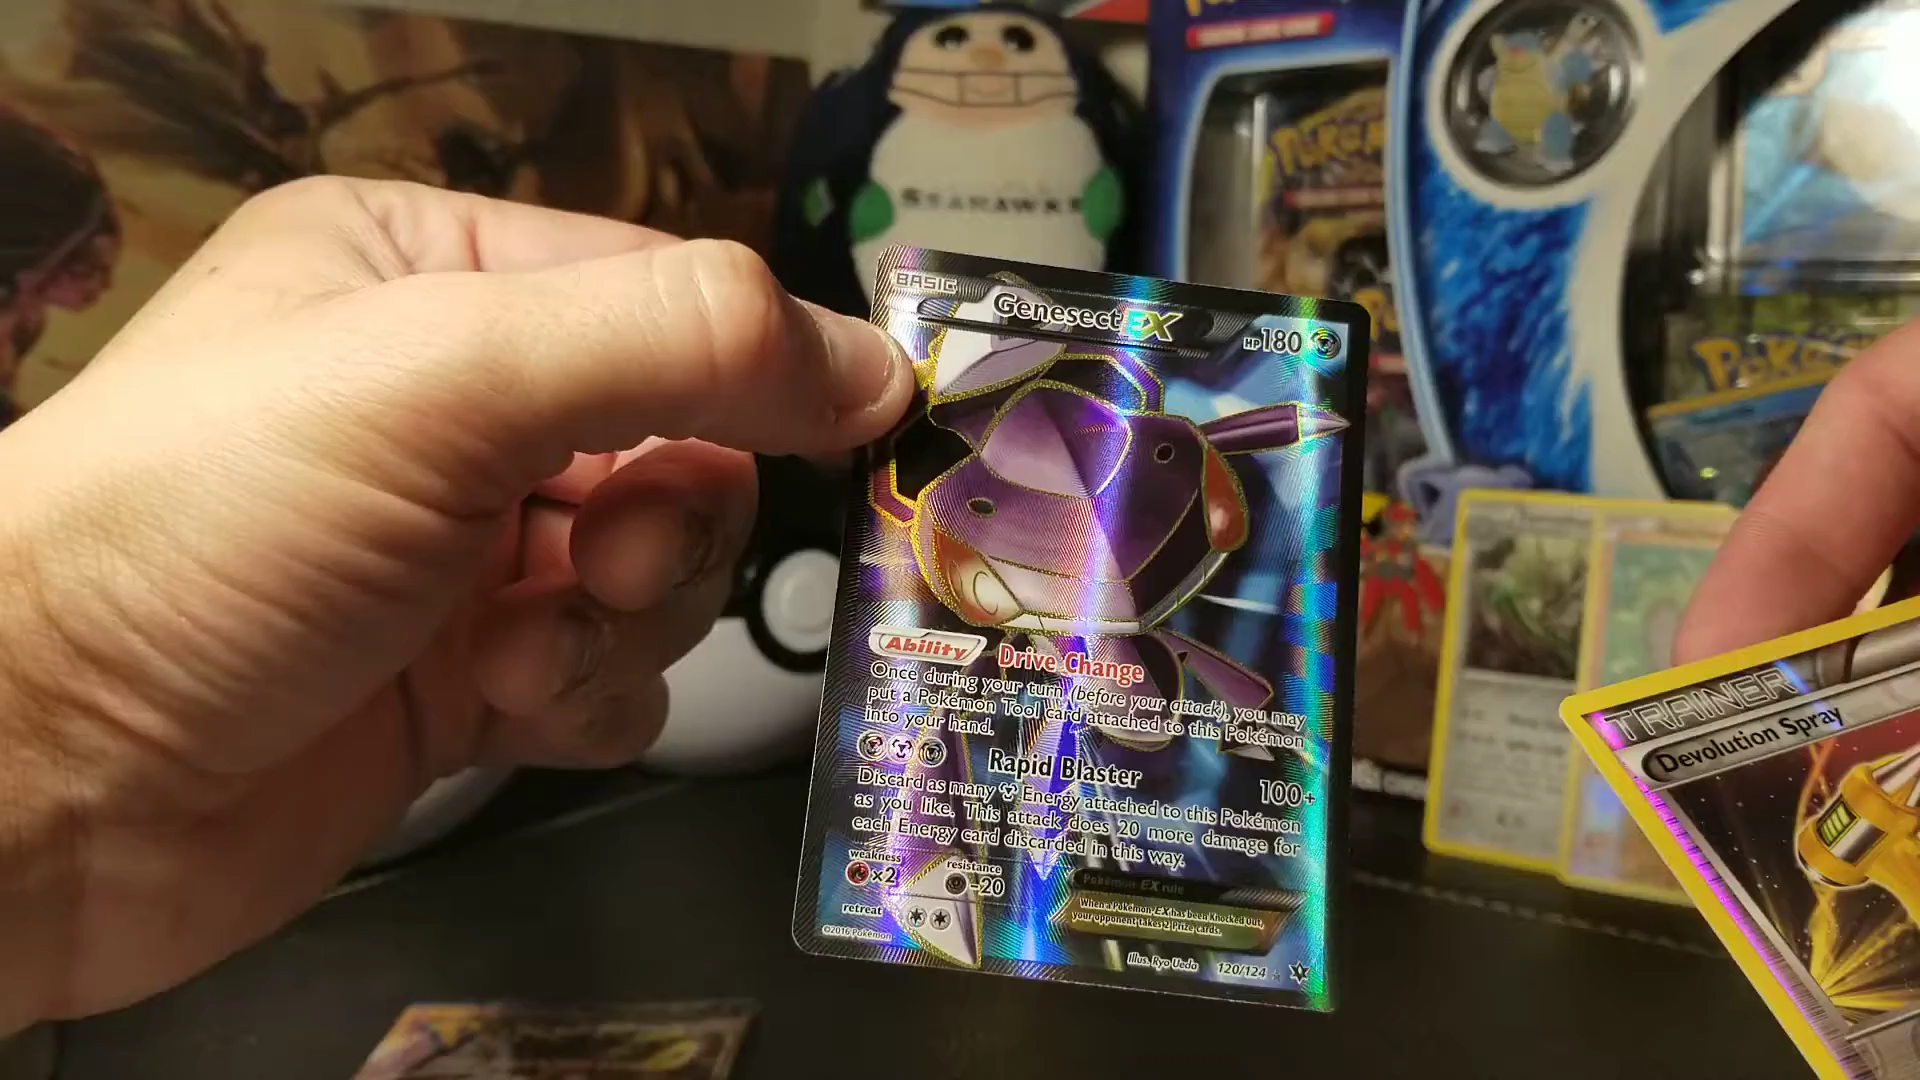 SEAHAWKS
POKéMON
POKéMON
BASIC
Genesect EX
HP180
Ability
Drive Change
Once during your turn (before your attack), you may
put a Pokémon Tool card attached to this Pokémon
into your hand.
Rapid Blaster
100+
Discard as many Energy attached to this Pokémon
as you like. This attack does 20 more damage for
each Energy card discarded in this way.
weakness
×2
resistance
-20
retreat
Pokémon EX rule
When a Pokémon-EX has been Knocked Out,
your opponent takes 2 Prize cards.
©2016 Pokémon
Illus. Ryo Ueda
120/124
TRAINER
Devolution Spray